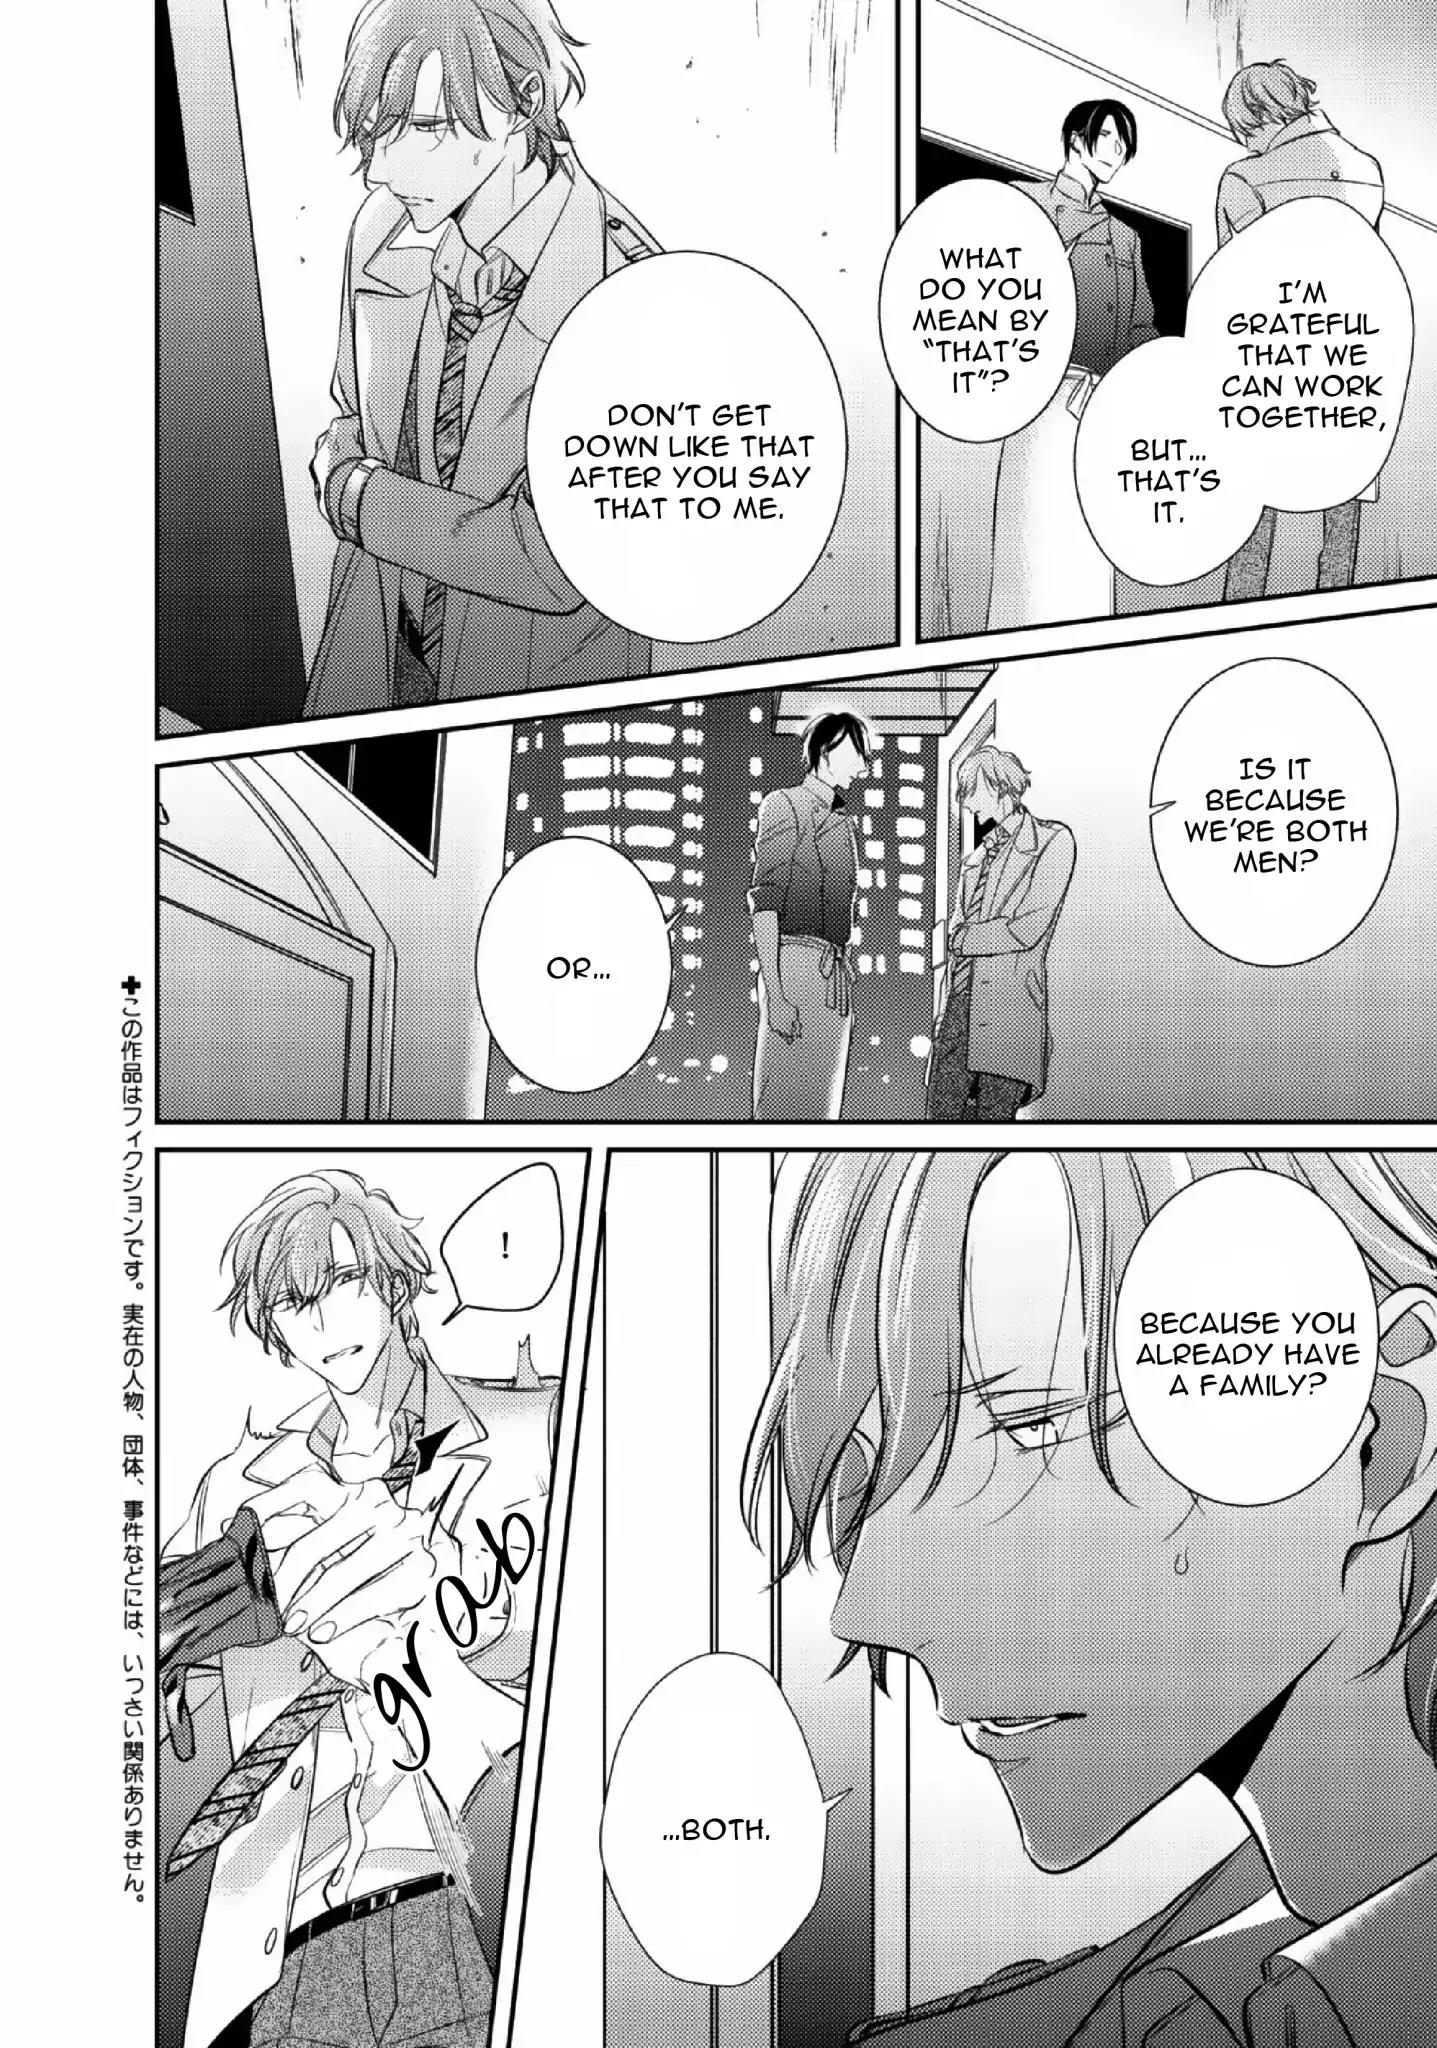 I'M
GRATEFUL
THAT WE
CAN WORK
TOGETHER,
BUT...
THAT'S
IT.
WHAT
DO YOU
MEAN BY
"THAT'S
IT"?
DON'T GET
DOWN LIKE THAT
AFTER YOU SAY
THAT TO ME.
IS IT
BECAUSE
WE'RE BOTH
MEN?
OR...
BECAUSE YOU
ALREADY HAVE
A FAMILY?
...BOTH.
!
grab
✚この作品はフィクションです。実在の人物、団体、事件などには、いっさい関係ありません。